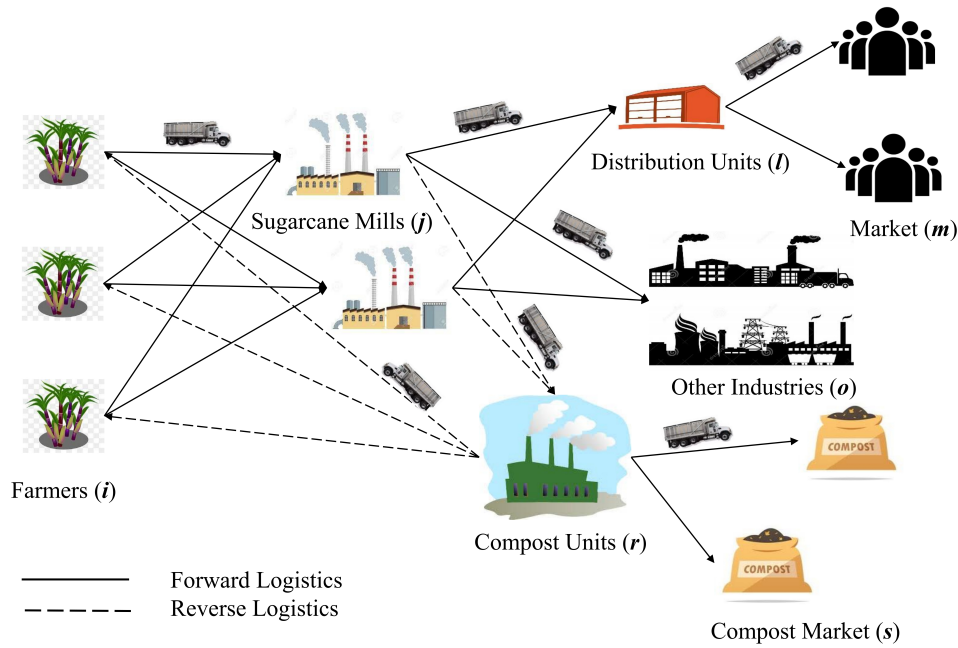 Distribution Units (l)
Sugarcane Mills (j)
Market (m)
Other Industries (o)
COMPOST
Farmers (i)
Compost Units (r)
COMPOST
Forward Logistics
Reverse Logistics
Compost Market (s)